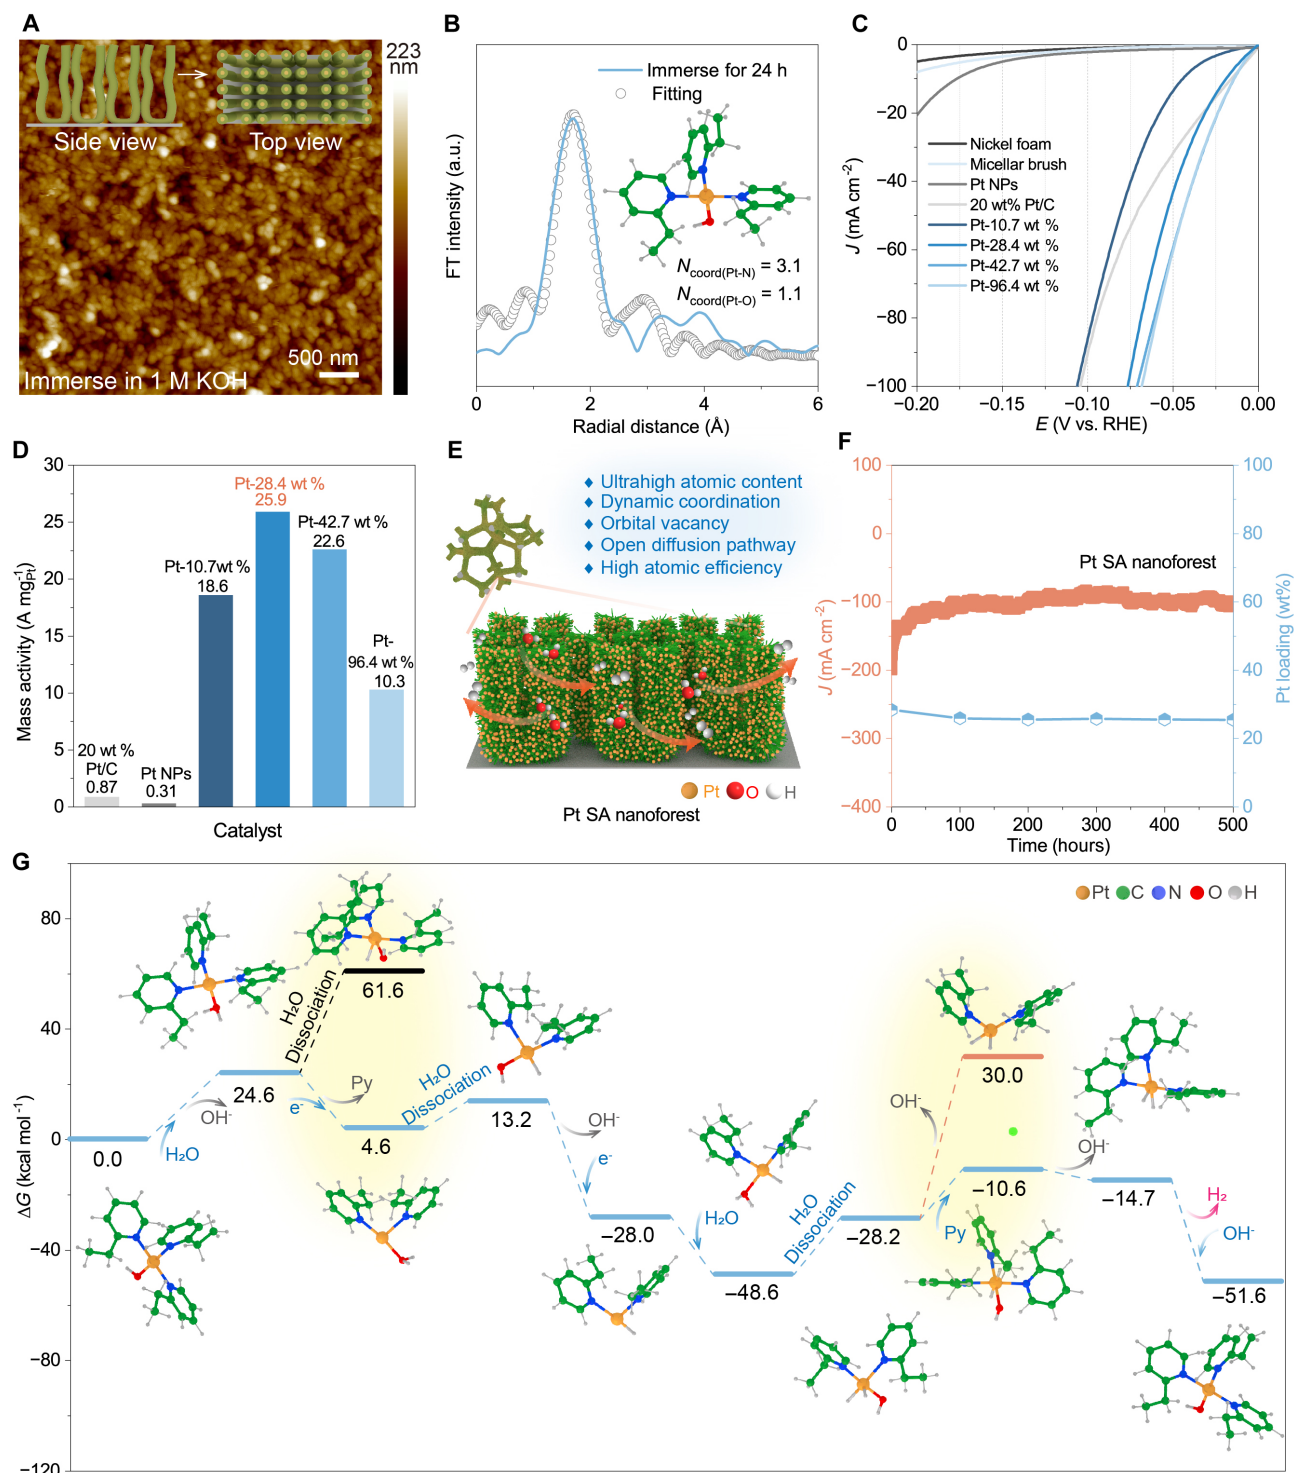 A
223
nm
Side view
Top view
500 nm
Immerse in 1 M KOH
B
FT intensity (a.u.)
Immerse for 24 h
Fitting
Ncoord(Pt-N) = 3.1
Ncoord(Pt-O) = 1.1
0 2 4 6
Radial distance (Å)
C
J (mA cm⁻²)
0
−20
−40
−60
−80
−100
Nickel foam
Micellar brush
Pt NPs
20 wt% Pt/C
Pt-10.7 wt %
Pt-28.4 wt %
Pt-42.7 wt %
Pt-96.4 wt %
−0.20 −0.15 −0.10 −0.05 0.00
E (V vs. RHE)
D
Mass activity (A mg⁻¹Pt)
30
25
20
15
10
5
0
20 wt %
Pt/C
0.87
Pt NPs
0.31
Pt-10.7wt %
18.6
Pt-28.4 wt %
25.9
Pt-42.7 wt %
22.6
Pt-
96.4 wt %
10.3
Catalyst
E
♦ Ultrahigh atomic content
♦ Dynamic coordination
♦ Orbital vacancy
♦ Open diffusion pathway
♦ High atomic efficiency
Pt O H
Pt SA nanoforest
F
J (mA cm⁻²)
100
0
−100
−200
−300
−400
Pt SA nanoforest
100
80
60
40
20
0
Pt loading (wt%)
0 100 200 300 400 500
Time (hours)
G
ΔG (kcal mol⁻¹)
80
40
0
−40
−80
−120
Pt C N O H
0.0
H₂O
OH⁻
24.6
H₂O
Dissociation
61.6
e⁻
Py
4.6
H₂O
Dissociation
13.2
OH⁻
e⁻
−28.0
H₂O
−48.6
H₂O
Dissociation
−28.2
OH⁻
30.0
Py
−10.6
OH⁻
−14.7
H₂
OH⁻
−51.6